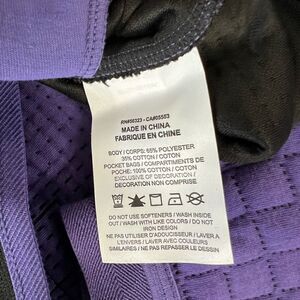 RN#56323 - CA#05553
MADE IN CHINA
FABRIQUE EN CHINE
BODY / CORPS: 65% POLYESTER
35% COTTON / COTON
POCKET BAGS / COMPARTIMENTS DE
POCHE: 100% COTTON / COTON
EXCLUSIVE OF DECORATION /
DECORATION NON COMPRISE
DO NOT USE SOFTENERS / WASH INSIDE
OUT / WASH WITH LIKE COLORS / DO NOT
IRON DESIGN
NE PAS UTILISER D'ADOUCISSEUR / LAVER A
L'ENVERS / LAVER AVEC COULEURS
SIMILAIRES / NE PAS REPASSER LE DESSIN